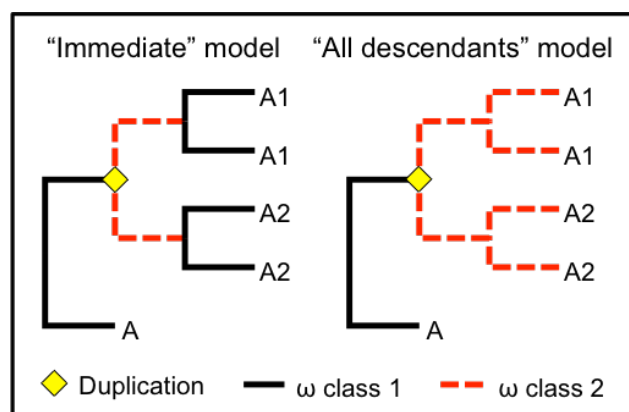 “Immediate” model
“All descendants” model
A1
A1
A2
A2
A
A1
A1
A2
A2
A
Duplication
ω class 1
ω class 2